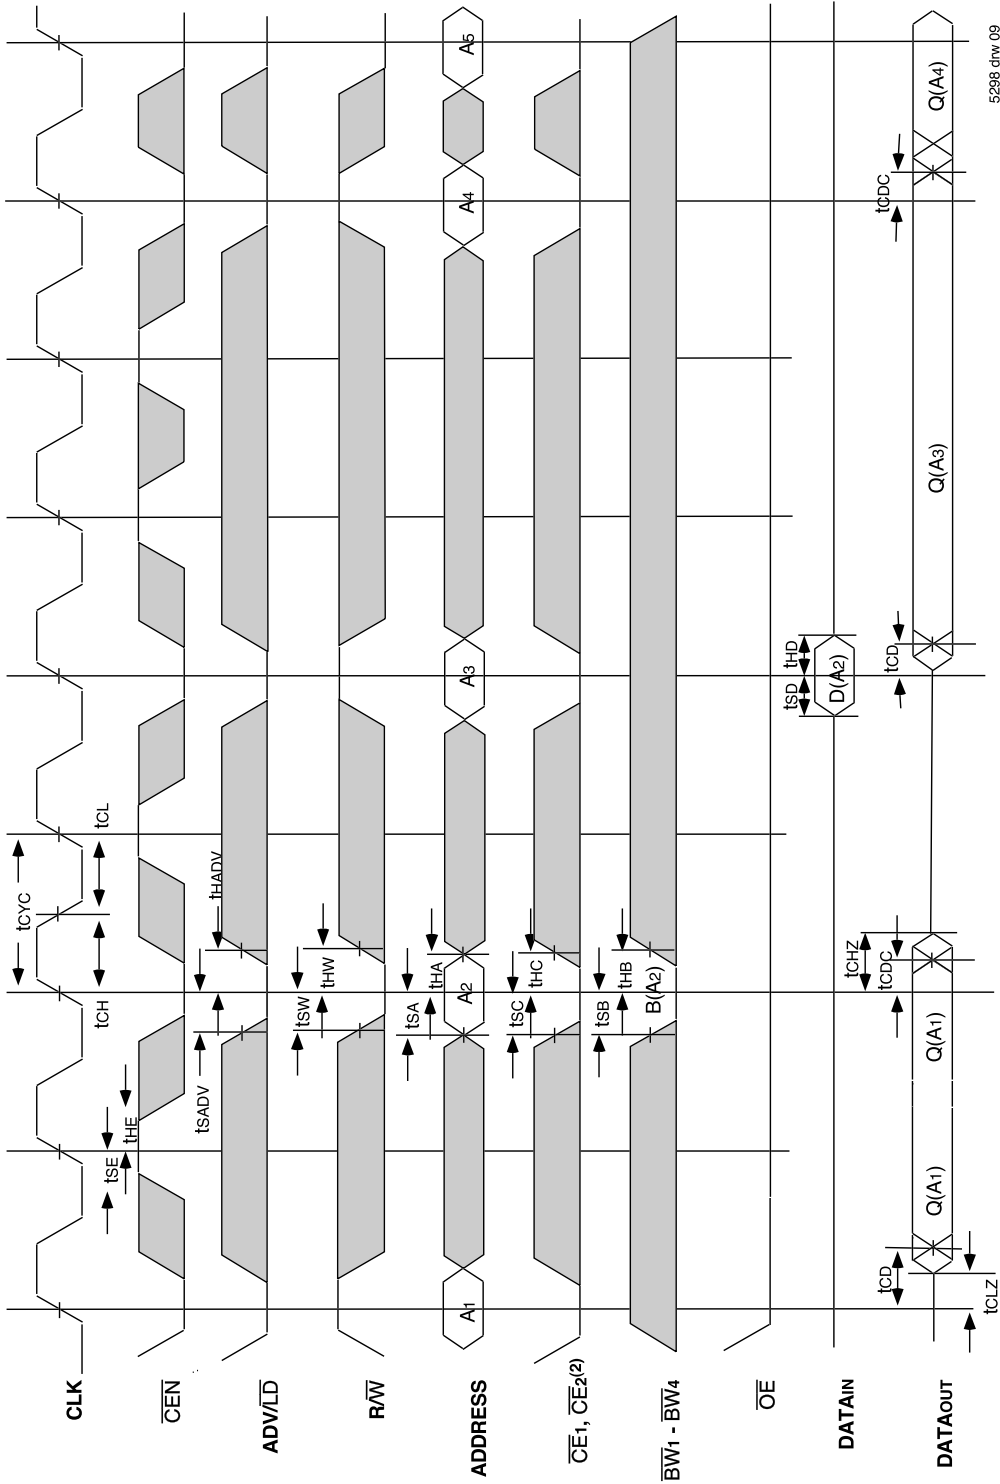 tCYC
CLK
tCH
tCL
tSE
tHE
CEN
tSADV
tHADV
ADV/LD
tSW
tHW
R/W
tSA
tHA
ADDRESS
A1
A2
A3
A4
A5
tSC
tHC
CE1, CE2(2)
tSB
tHB
BW1 - BW4
B(A2)
OE
tSD
tHD
DATAIN
D(A2)
tCD
tCDC
tCHZ
tCD
tCDC
DATAOUT
Q(A1)
Q(A1)
Q(A3)
Q(A4)
tCLZ
5298 drw 09